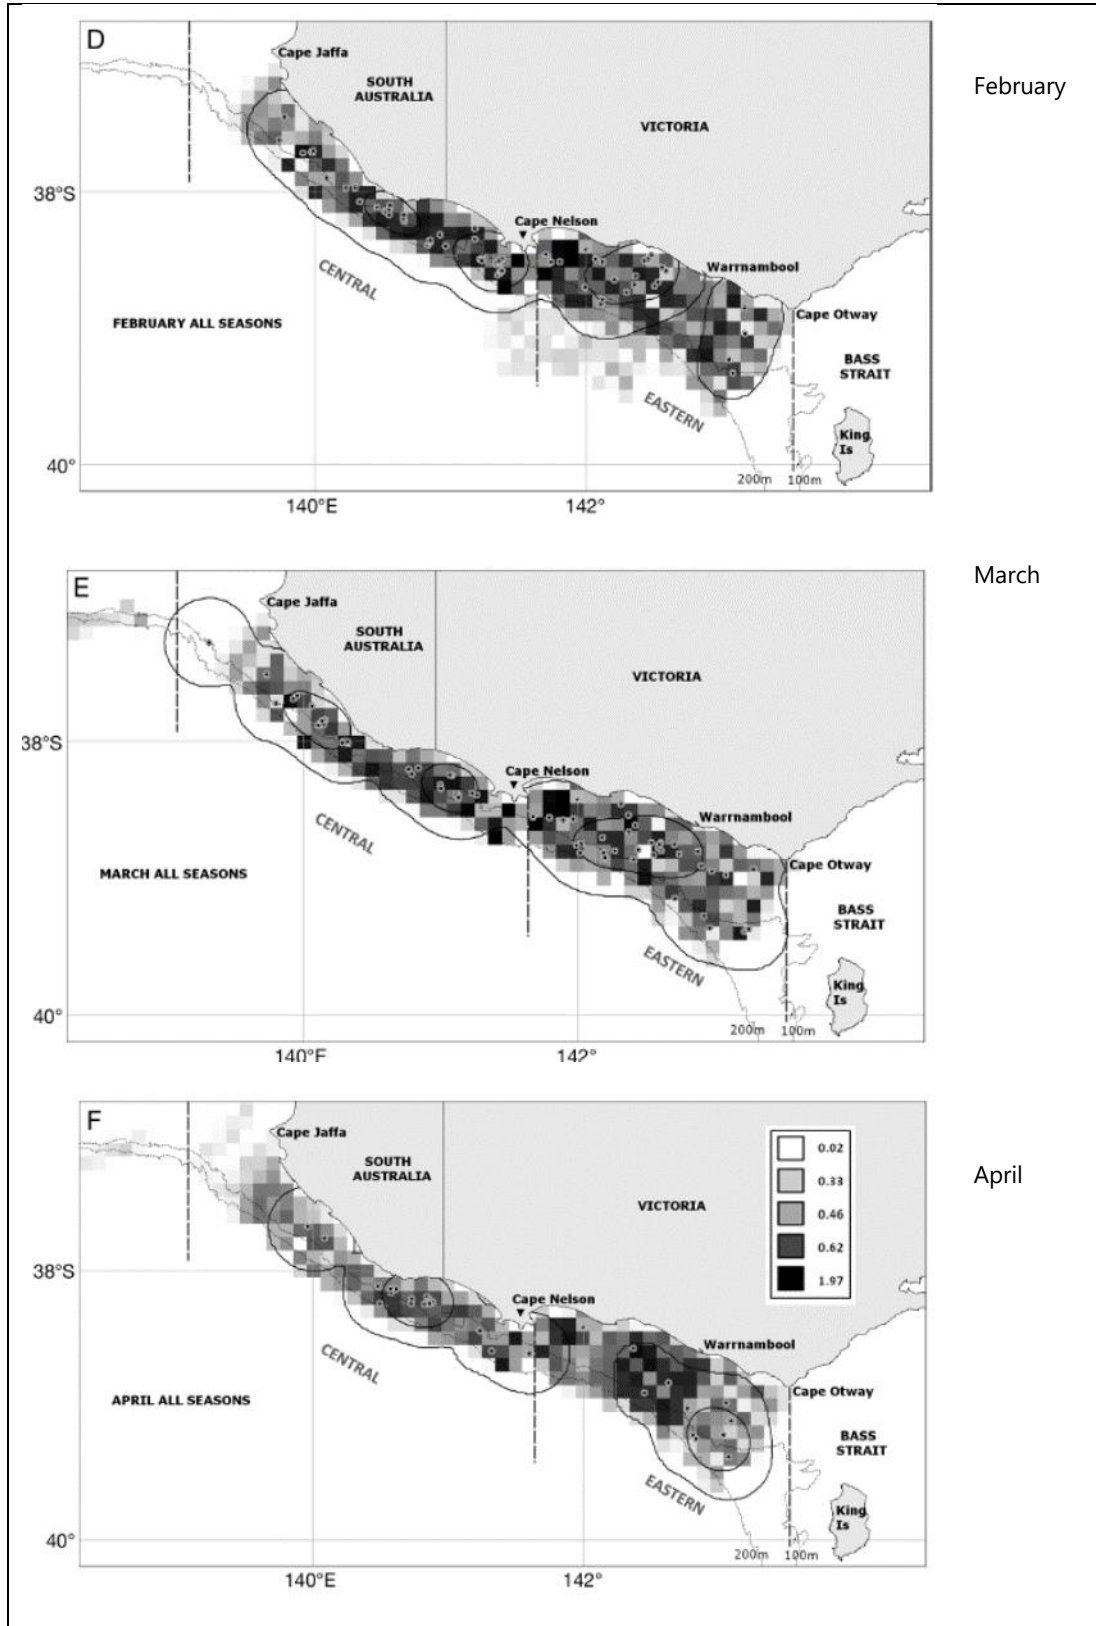 D
Cape Jaffa
SOUTH
AUSTRALIA
VICTORIA
February
38°S
Cape Nelson
CENTRAL
Warrnambool
FEBRUARY ALL SEASONS
Cape Otway
BASS
STRAIT
EASTERN
King
Is
40°
200m 100m
140°E 142°
E
March
Cape Jaffa
SOUTH
AUSTRALIA
VICTORIA
38°S
Cape Nelson
CENTRAL
Warrnambool
MARCH ALL SEASONS
Cape Otway
BASS
STRAIT
EASTERN
King
Is
40°
200m 100m
140°E 142°
F
Cape Jaffa
0.02
SOUTH
AUSTRALIA
0.33
April
VICTORIA
0.46
0.62
38°S
1.97
Cape Nelson
CENTRAL
Warrnambool
APRIL ALL SEASONS
Cape Otway
BASS
STRAIT
EASTERN
King
Is
40°
200m 100m
140°E 142°